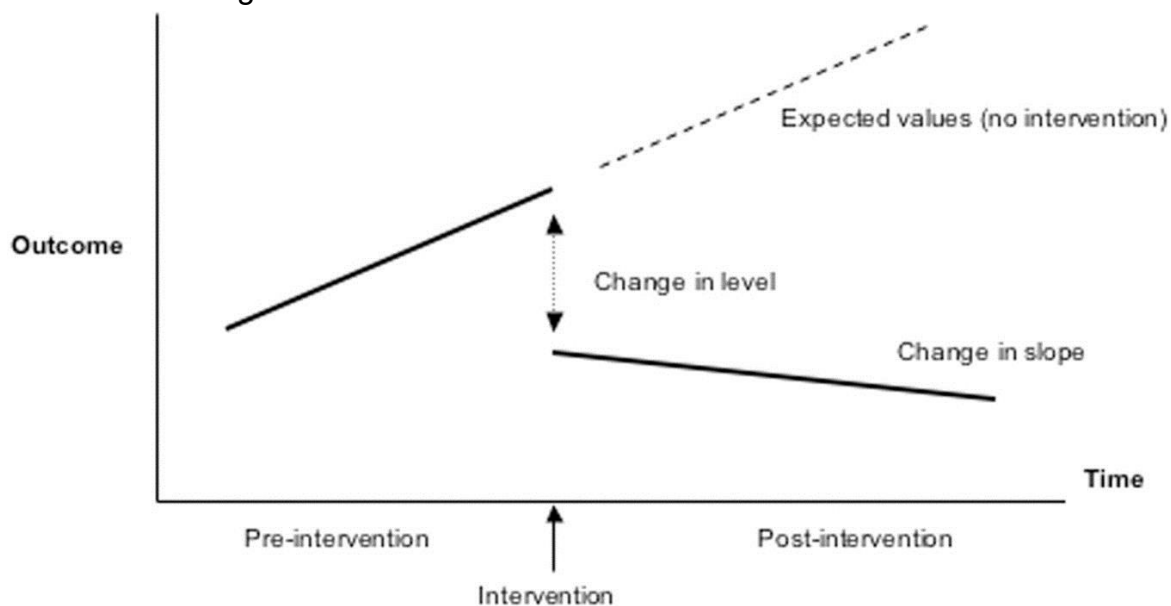 Expected values (no intervention)
Outcome
Change in level
Change in slope
Time
Pre-intervention
Post-intervention
Intervention